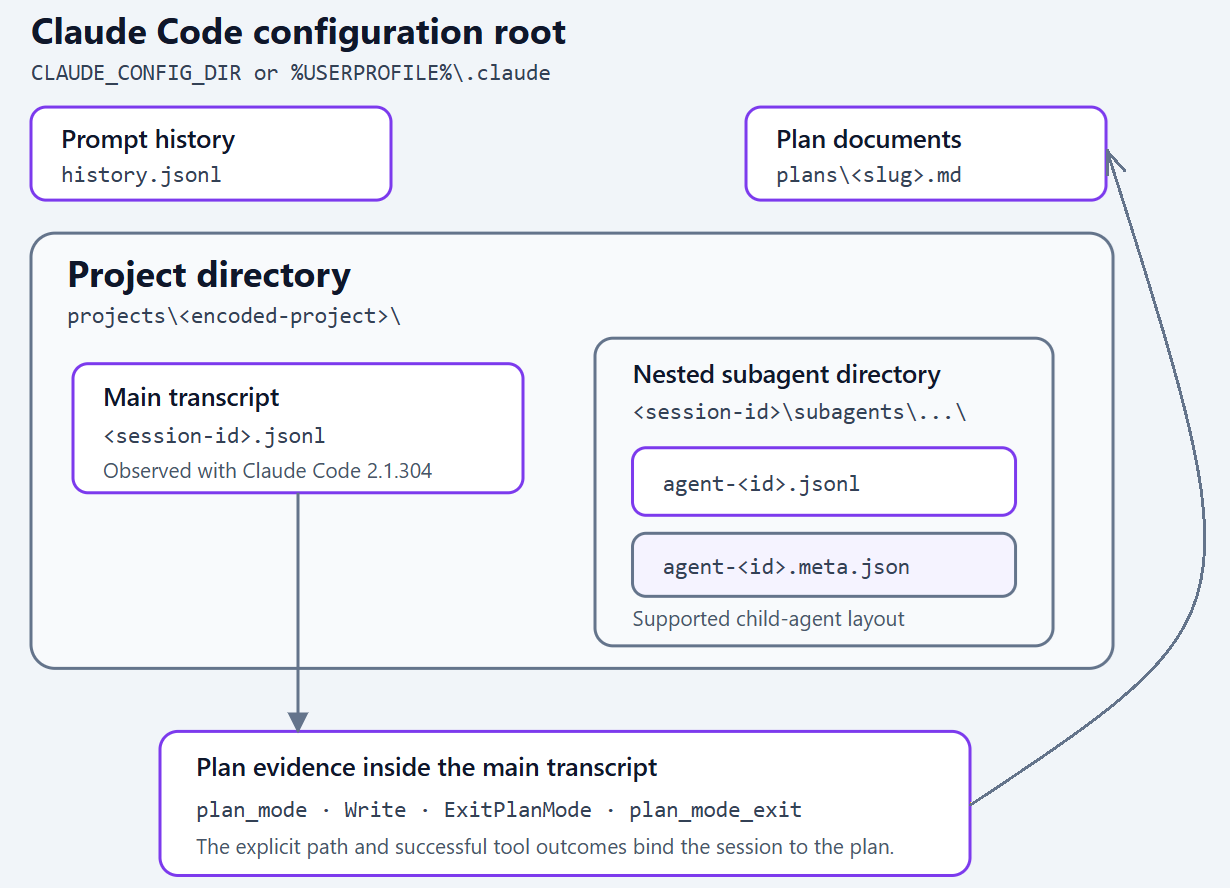 Claude Code configuration root
CLAUDE_CONFIG_DIR or %USERPROFILE%\.claude
Prompt history
history.jsonl
Plan documents
plans\<slug>.md
Project directory
projects\<encoded-project>\
Main transcript
<session-id>.jsonl
Observed with Claude Code 2.1.304
Nested subagent directory
<session-id>\subagents\...\
agent-<id>.jsonl
agent-<id>.meta.json
Supported child-agent layout
Plan evidence inside the main transcript
plan_mode · Write · ExitPlanMode · plan_mode_exit
The explicit path and successful tool outcomes bind the session to the plan.